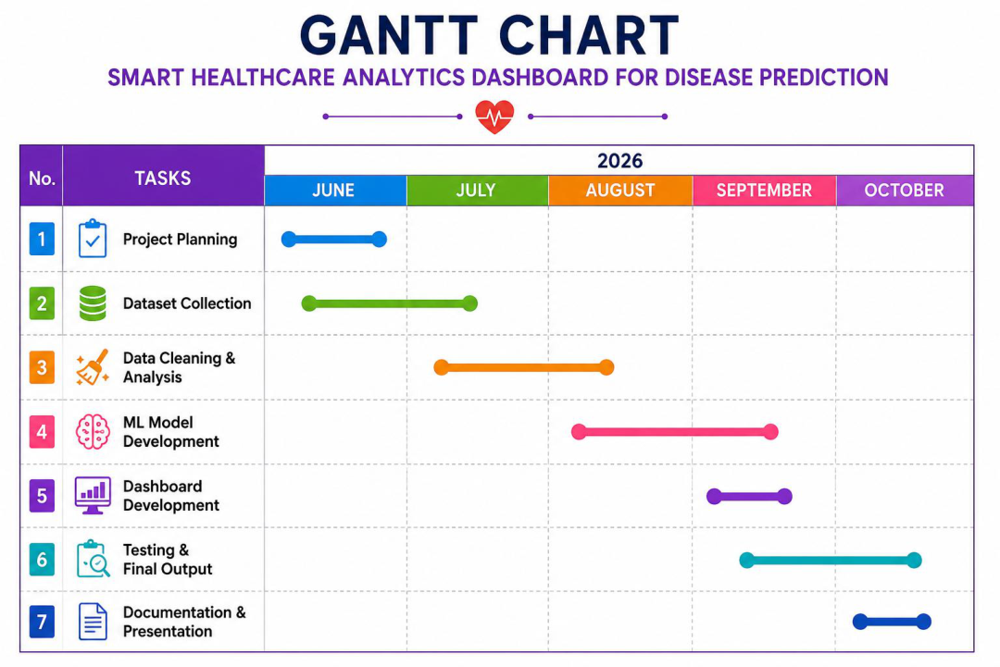 GANTT CHART
SMART HEALTHCARE ANALYTICS DASHBOARD FOR DISEASE PREDICTION
No.
TASKS
2026
JUNE
JULY
AUGUST
SEPTEMBER
OCTOBER
1
Project Planning
2
Dataset Collection
3
Data Cleaning &
Analysis
4
ML Model
Development
5
Dashboard
Development
6
Testing &
Final Output
7
Documentation &
Presentation